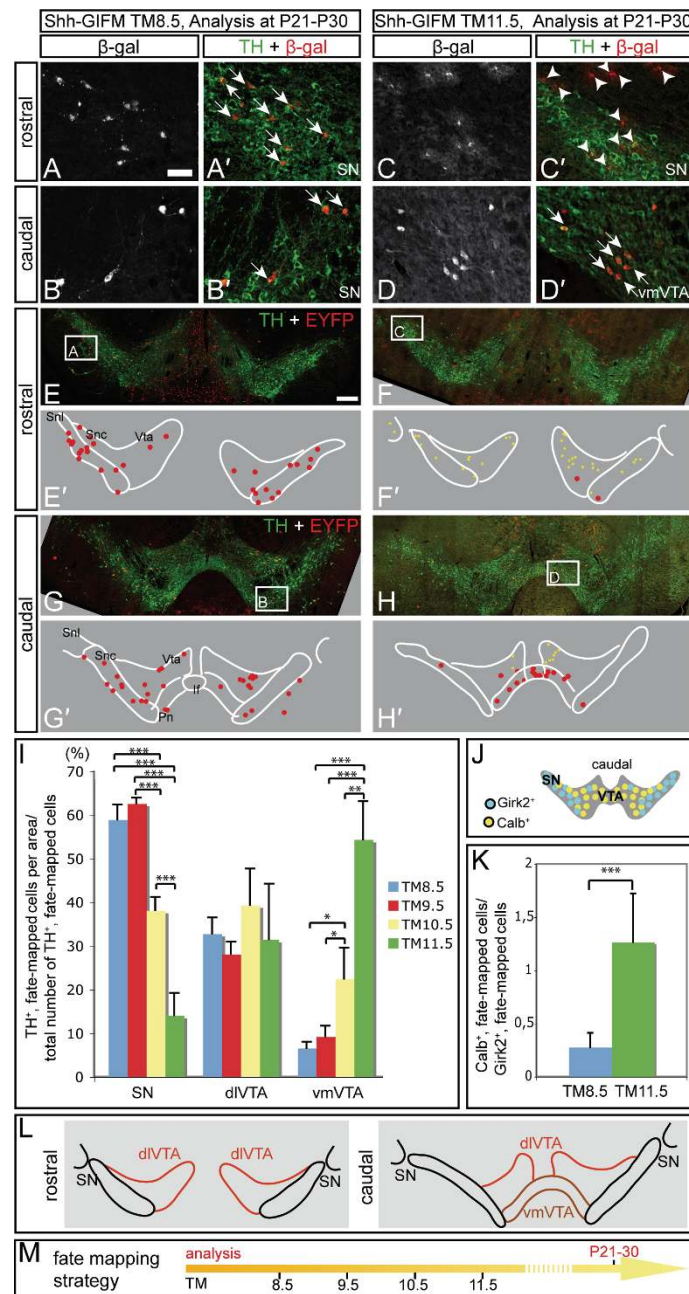 Shh-GIFM TM8.5, Analysis at P21-P30
Shh-GIFM TM11.5, Analysis at P21-P30
β-gal
TH + β-gal
β-gal
TH + β-gal
rostral
A
A′
SN
C
C′
SN
caudal
B
B′
SN
D
D′
vmVTA
rostral
TH + EYFP
A
E
C
F
Snl
Snc
Vta
E′
F′
caudal
TH + EYFP
G
B
H
D
Snl
Snc
Vta
If
Pn
G′
H′
I
(%)
TH⁺, fate-mapped cells per area/
total number of TH⁺, fate-mapped cells
70
60
50
40
30
20
10
0
***
***
***
***
***
***
***
**
*
*
TM8.5
TM9.5
TM10.5
TM11.5
SN
dlVTA
vmVTA
J
caudal
SN
VTA
Girk2⁺
Calb⁺
K
Calb⁺, fate-mapped cells/
Girk2⁺, fate-mapped cells
***
2
1,5
1
0,5
0
TM8.5
TM11.5
L
rostral
dlVTA
dlVTA
SN
SN
caudal
dlVTA
SN
SN
vmVTA
M
fate mapping
strategy
analysis
P21-30
TM
8.5
9.5
10.5
11.5